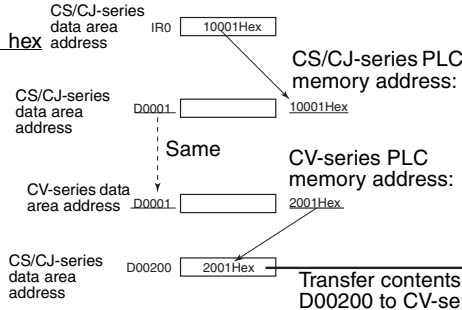 CS/CJ-series
data area
address
hex
IR0
10001Hex
CS/CJ-series PLC
memory address:
CS/CJ-series
data area
address
D0001
10001Hex
Same
CV-series PLC
memory address:
CV-series data
area address
D0001
2001Hex
CS/CJ-series
data area
address
D00200
2001Hex
Transfer contents
D00200 to CV-se